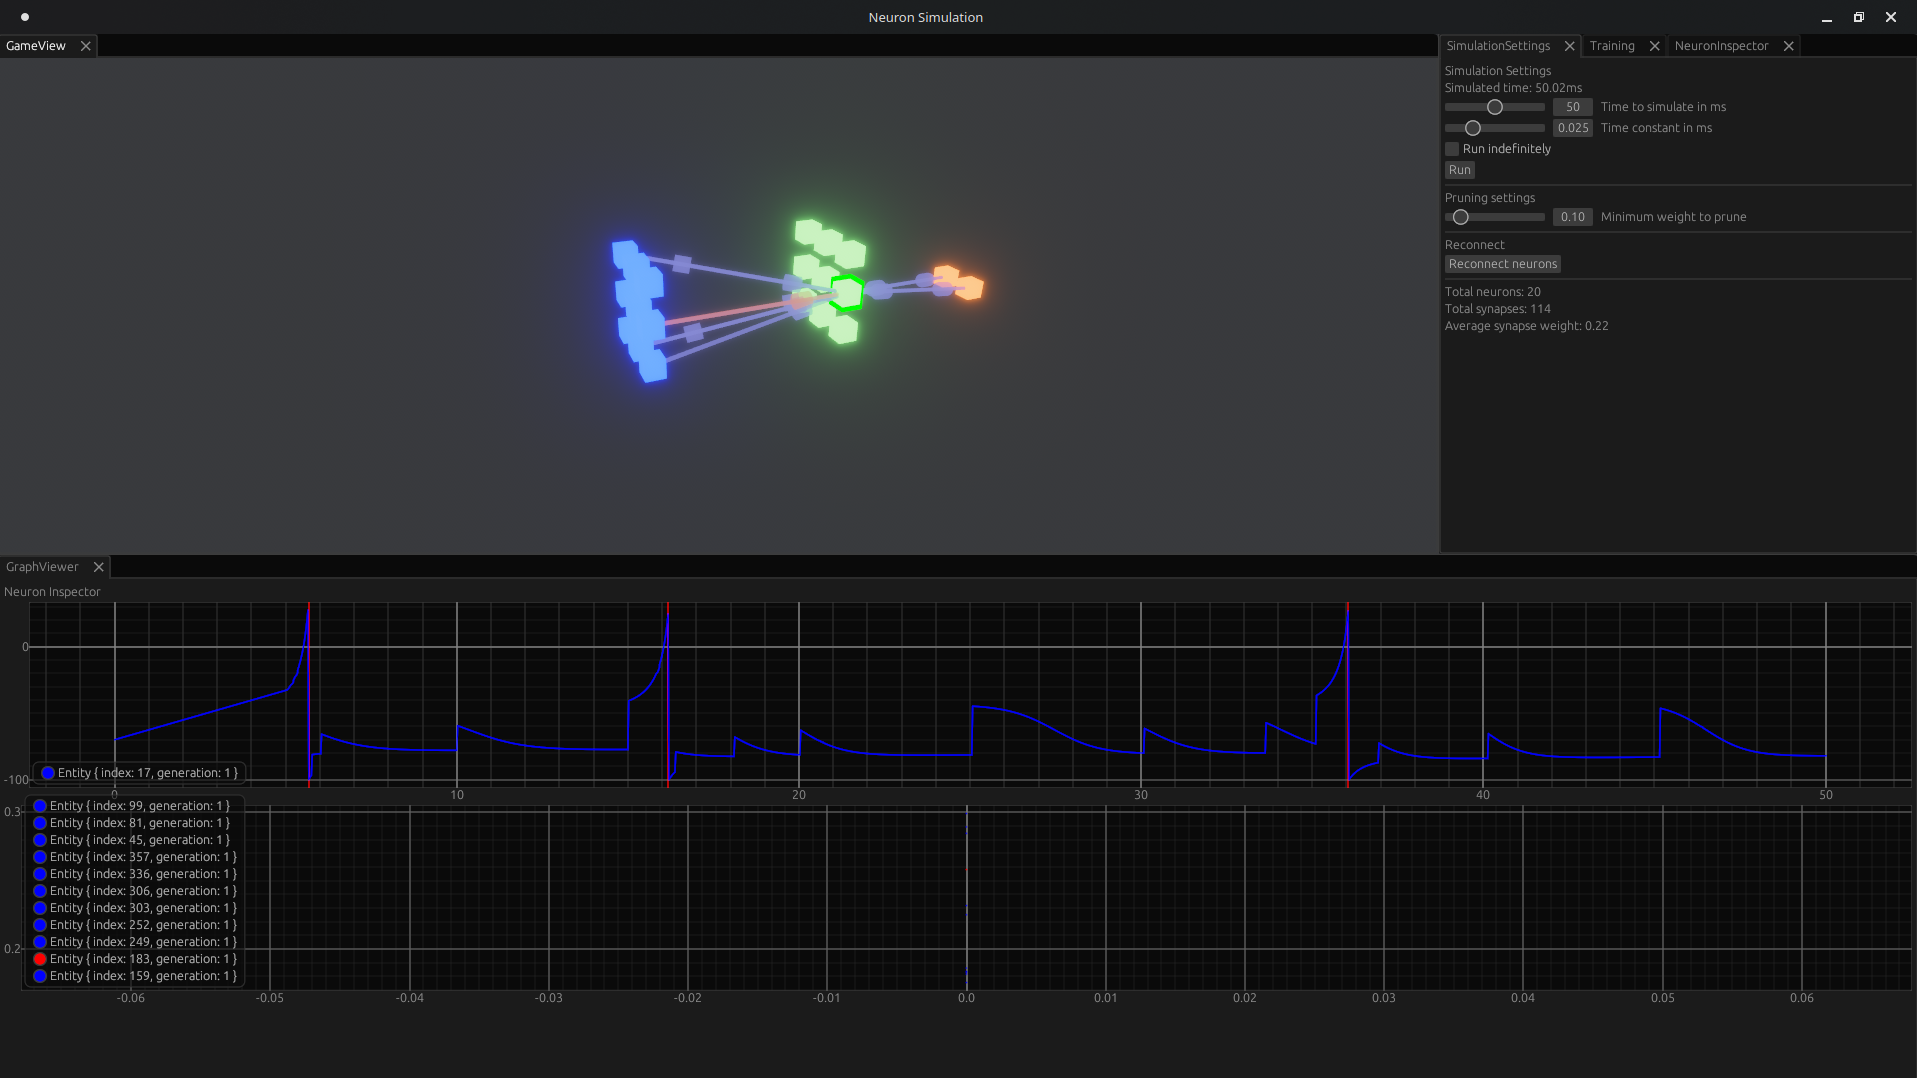 Neuron Simulation
GameView
SimulationSettings Training NeuronInspector
Simulation Settings
Simulated time: 50.02ms
50 Time to simulate in ms
0.025 Time constant in ms
Run indefinitely
Run
Pruning settings
0.10 Minimum weight to prune
Reconnect
Reconnect neurons
Total neurons: 20
Total synapses: 114
Average synapse weight: 0.22
GraphViewer
Neuron Inspector
0
Entity { index: 17, generation: 1 }
-100
0 10 20 30 40 50
0.3
Entity { index: 99, generation: 1 }
Entity { index: 81, generation: 1 }
Entity { index: 45, generation: 1 }
Entity { index: 357, generation: 1 }
Entity { index: 336, generation: 1 }
Entity { index: 306, generation: 1 }
Entity { index: 303, generation: 1 }
Entity { index: 252, generation: 1 }
Entity { index: 249, generation: 1 }
0.2
Entity { index: 183, generation: 1 }
Entity { index: 159, generation: 1 }
-0.06 -0.05 -0.04 -0.03 -0.02 -0.01 0.0 0.01 0.02 0.03 0.04 0.05 0.06